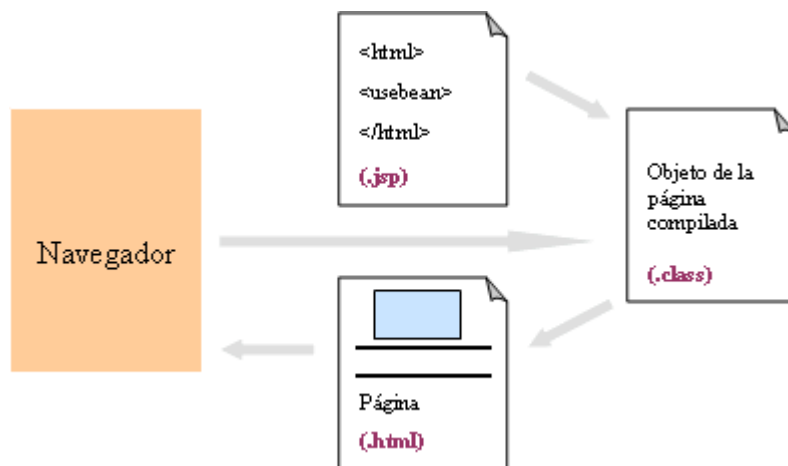 <html>
<usebean>
</html>
(.jsp)
Navegador
Objeto de la
página
compilada
(.class)
Página
(.html)